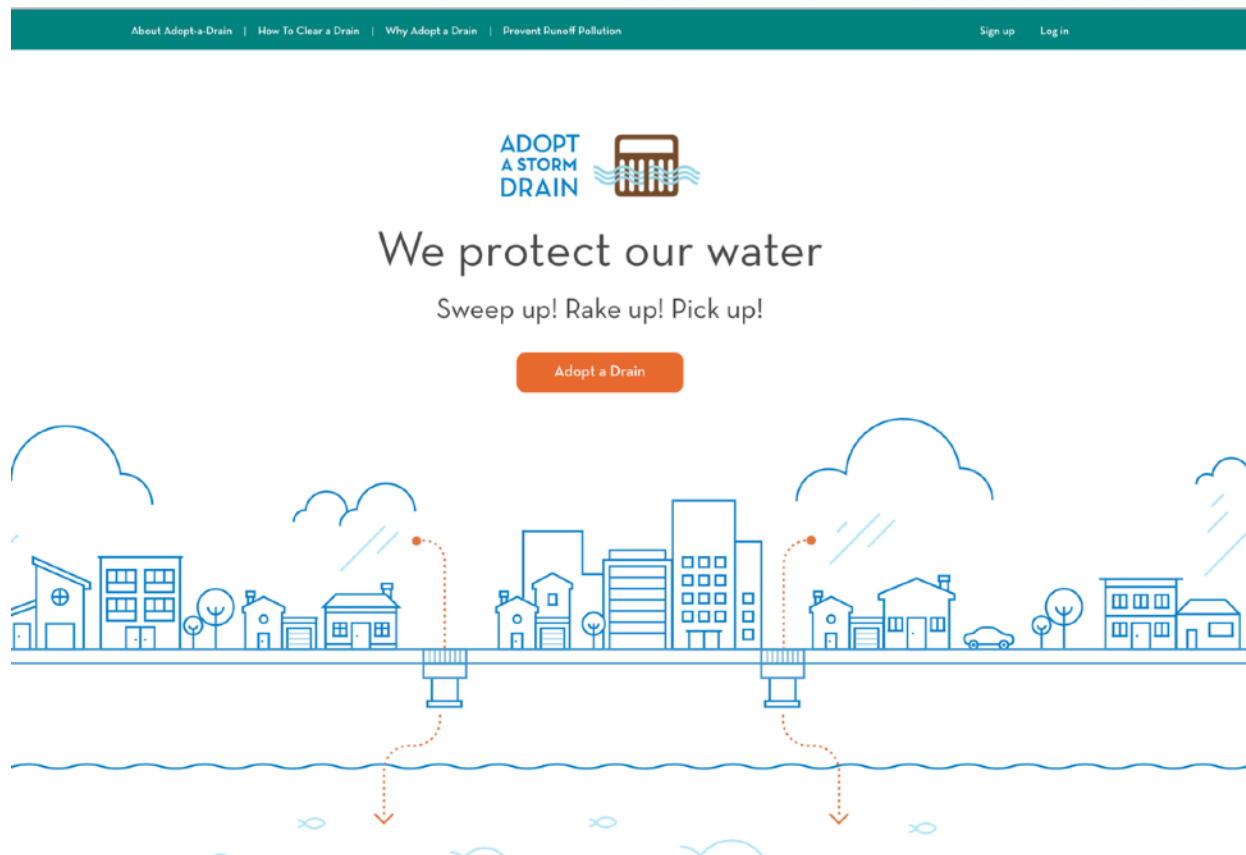 About Adopt-a-Drain | How To Clear a Drain | Why Adopt a Drain | Prevent Runoff Pollution Sign up Log in
ADOPT
A STORM
DRAIN
We protect our water
Sweep up! Rake up! Pick up!
Adopt a Drain